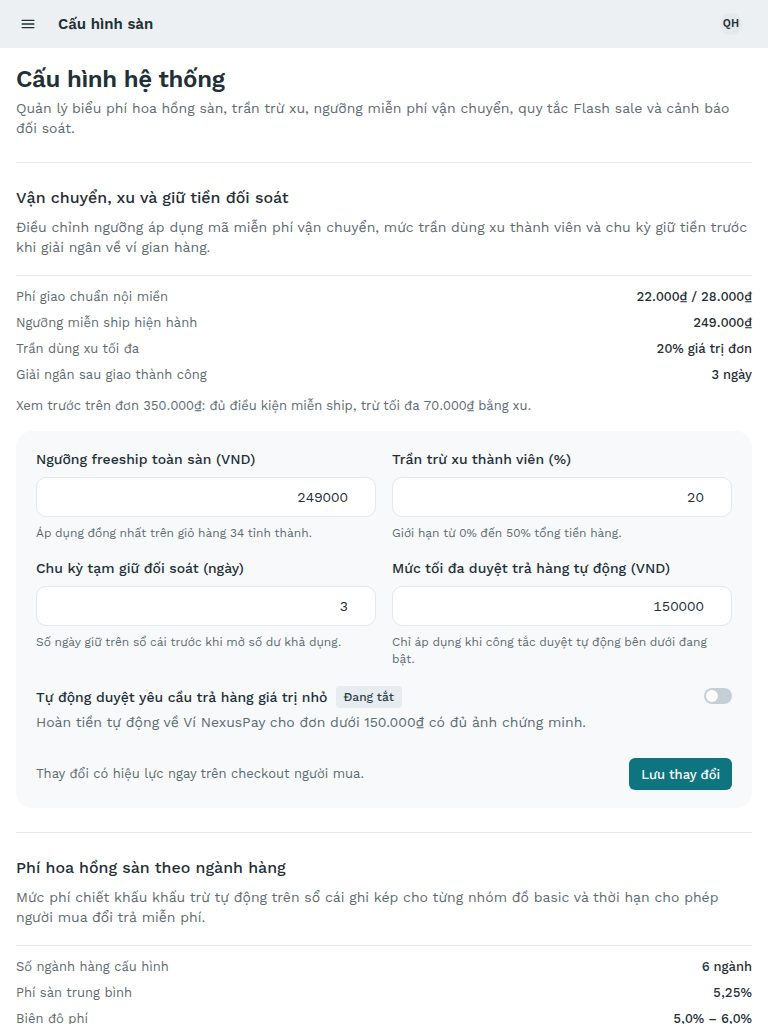 Cấu hình sàn
QH
Cấu hình hệ thống
Quản lý biểu phí hoa hồng sàn, trần trừ xu, ngưỡng miễn phí vận chuyển, quy tắc Flash sale và cảnh báo
đối soát.
Vận chuyển, xu và giữ tiền đối soát
Điều chỉnh ngưỡng áp dụng mã miễn phí vận chuyển, mức trần dùng xu thành viên và chu kỳ giữ tiền trước
khi giải ngân về ví gian hàng.
Phí giao chuẩn nội miền 22.000₫ / 28.000₫
Ngưỡng miễn ship hiện hành 249.000₫
Trần dùng xu tối đa 20% giá trị đơn
Giải ngân sau giao thành công 3 ngày
Xem trước trên đơn 350.000₫: đủ điều kiện miễn ship, trừ tối đa 70.000₫ bằng xu.
Ngưỡng freeship toàn sàn (VND) Trần trừ xu thành viên (%)
249000 20
Áp dụng đồng nhất trên giỏ hàng 34 tỉnh thành. Giới hạn từ 0% đến 50% tổng tiền hàng.
Chu kỳ tạm giữ đối soát (ngày) Mức tối đa duyệt trả hàng tự động (VND)
3 150000
Số ngày giữ trên sổ cái trước khi mở số dư khả dụng. Chỉ áp dụng khi công tắc duyệt tự động bên dưới đang
bật.
Tự động duyệt yêu cầu trả hàng giá trị nhỏ Đang tắt
Hoàn tiền tự động về Ví NexusPay cho đơn dưới 150.000₫ có đủ ảnh chứng minh.
Thay đổi có hiệu lực ngay trên checkout người mua. Lưu thay đổi
Phí hoa hồng sàn theo ngành hàng
Mức phí chiết khấu khấu trừ tự động trên sổ cái ghi kép cho từng nhóm đồ basic và thời hạn cho phép
người mua đổi trả miễn phí.
Số ngành hàng cấu hình 6 ngành
Phí sàn trung bình 5,25%
Biên độ phí 5,0% – 6,0%